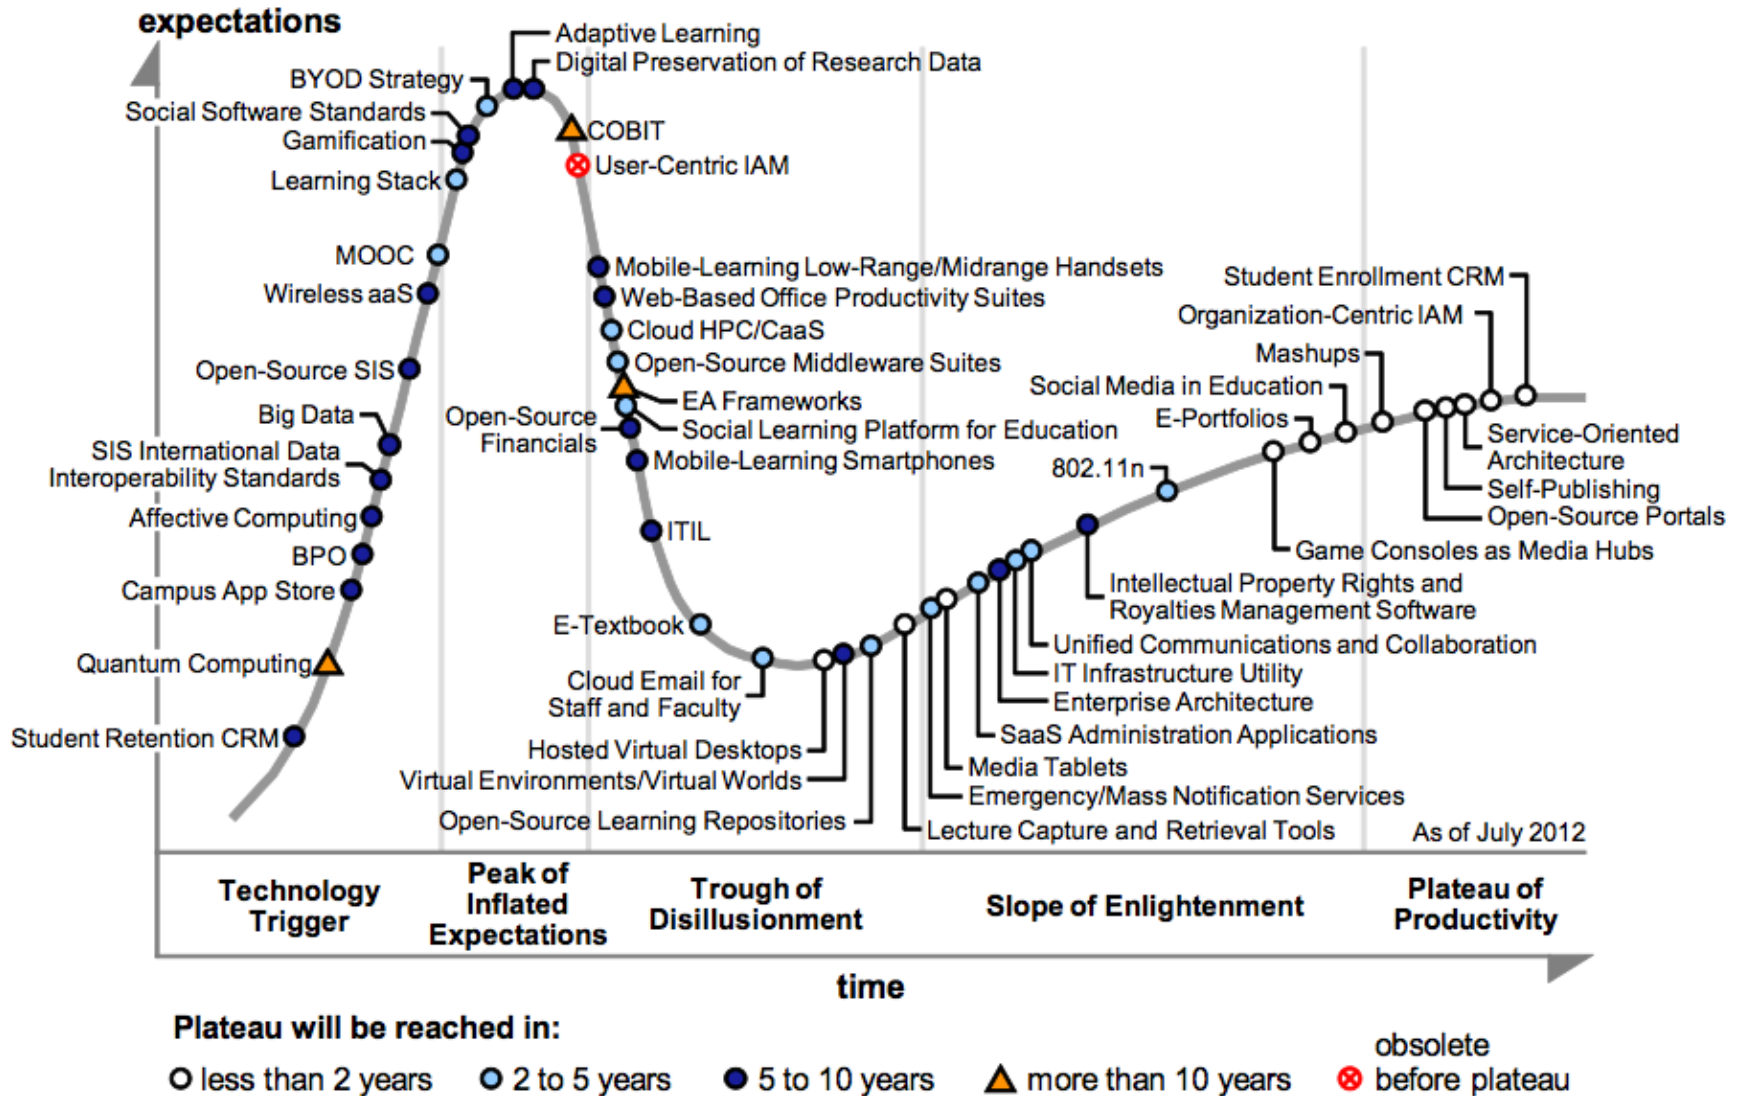 expectations
Adaptive Learning
Digital Preservation of Research Data
BYOD Strategy
Social Software Standards
Gamification
Learning Stack
COBIT
User-Centric IAM
MOOC
Wireless aaS
Open-Source SIS
Big Data
SIS International Data
Interoperability Standards
Affective Computing
BPO
Campus App Store
Quantum Computing
Student Retention CRM
Mobile-Learning Low-Range/Midrange Handsets
Web-Based Office Productivity Suites
Cloud HPC/CaaS
Open-Source Middleware Suites
EA Frameworks
Social Learning Platform for Education
Open-Source
Financials
Mobile-Learning Smartphones
ITIL
E-Textbook
Cloud Email for
Staff and Faculty
Hosted Virtual Desktops
Virtual Environments/Virtual Worlds
Open-Source Learning Repositories
Lecture Capture and Retrieval Tools
Emergency/Mass Notification Services
Media Tablets
SaaS Administration Applications
Enterprise Architecture
IT Infrastructure Utility
Unified Communications and Collaboration
Intellectual Property Rights and
Royalties Management Software
802.11n
Game Consoles as Media Hubs
E-Portfolios
Social Media in Education
Mashups
Organization-Centric IAM
Student Enrollment CRM
Service-Oriented
Architecture
Self-Publishing
Open-Source Portals
As of July 2012
Technology
Trigger
Peak of
Inflated
Expectations
Trough of
Disillusionment
Slope of Enlightenment
Plateau of
Productivity
time
Plateau will be reached in:
less than 2 years
2 to 5 years
5 to 10 years
more than 10 years
obsolete
before plateau